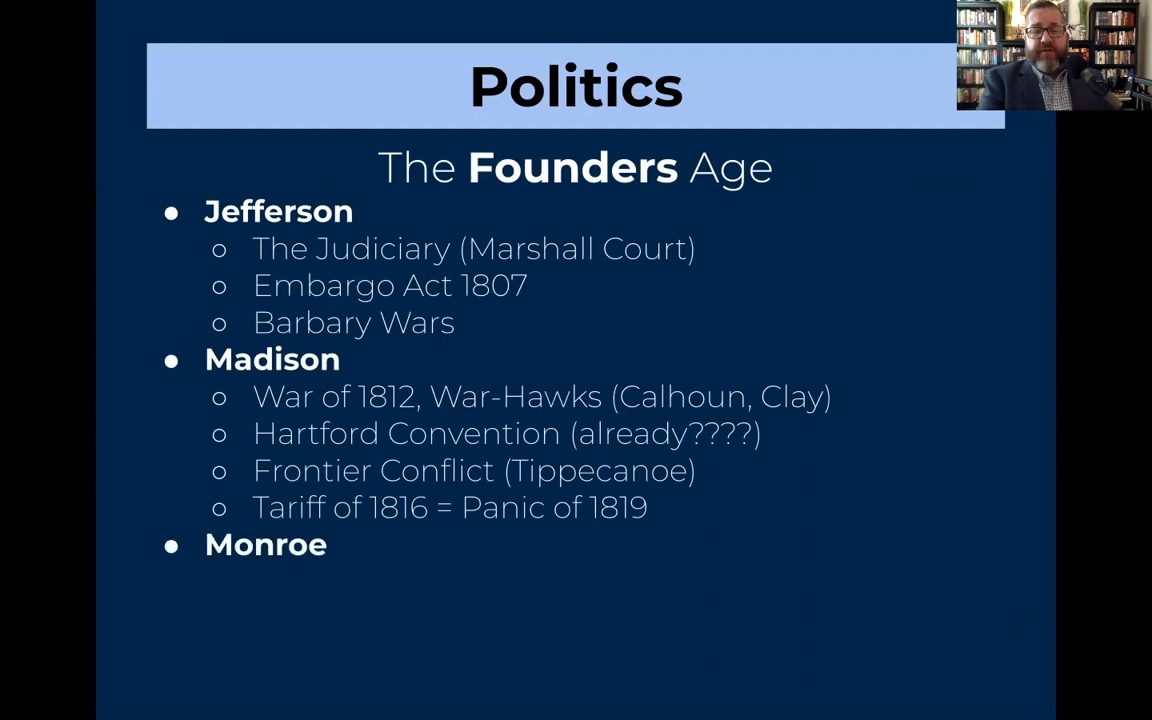 Politics
The Founders Age
● Jefferson
○ The Judiciary (Marshall Court)
○ Embargo Act 1807
○ Barbary Wars
● Madison
○ War of 1812, War-Hawks (Calhoun, Clay)
○ Hartford Convention (already????)
○ Frontier Conflict (Tippecanoe)
○ Tariff of 1816 = Panic of 1819
● Monroe